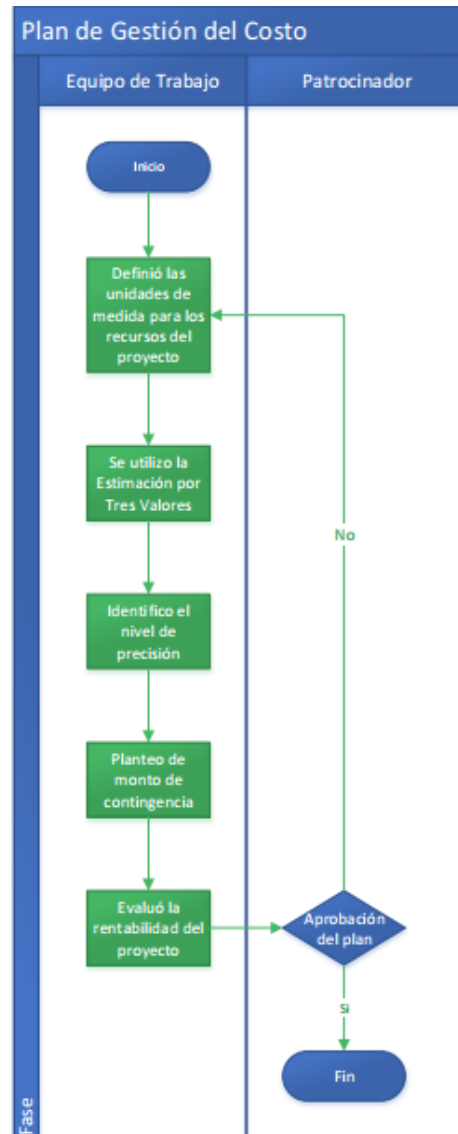 Plan de Gestión del Costo
Equipo de Trabajo
Patrocinador
Inicio
Definió las
unidades de
medida para los
recursos del
proyecto
Se utilizo la
Estimación por
Tres Valores
No
Identifico el
nivel de
precisión
Planteo de
monto de
contingencia
Evaluó la
rentabilidad del
proyecto
Aprobación
del plan
Si
Fin
Fase